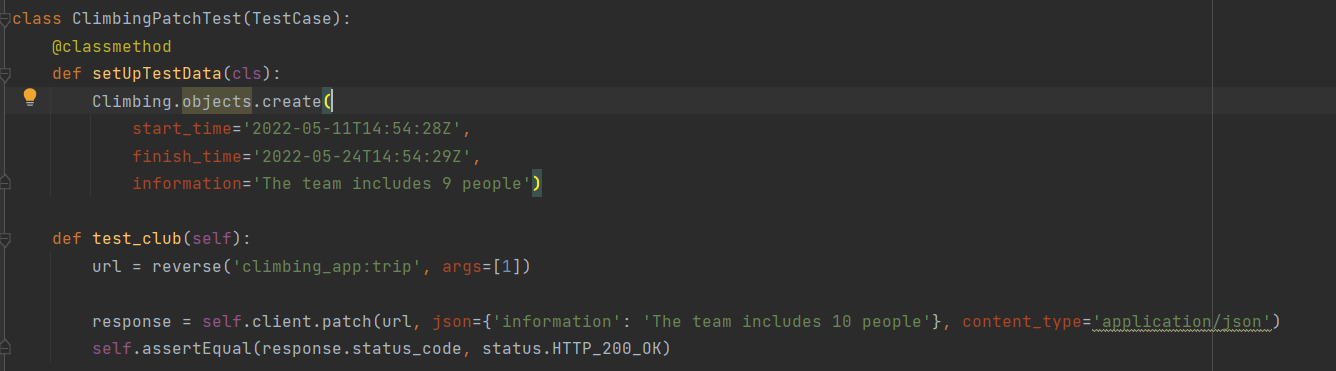 class ClimbingPatchTest(TestCase):
    @classmethod
    def setUpTestData(cls):
        Climbing.objects.create(
            start_time='2022-05-11T14:54:28Z',
            finish_time='2022-05-24T14:54:29Z',
            information='The team includes 9 people')
    def test_club(self):
        url = reverse('climbing_app:trip', args=[1])
        response = self.client.patch(url, json={'information': 'The team includes 10 people'}, content_type='application/json')
        self.assertEqual(response.status_code, status.HTTP_200_OK)